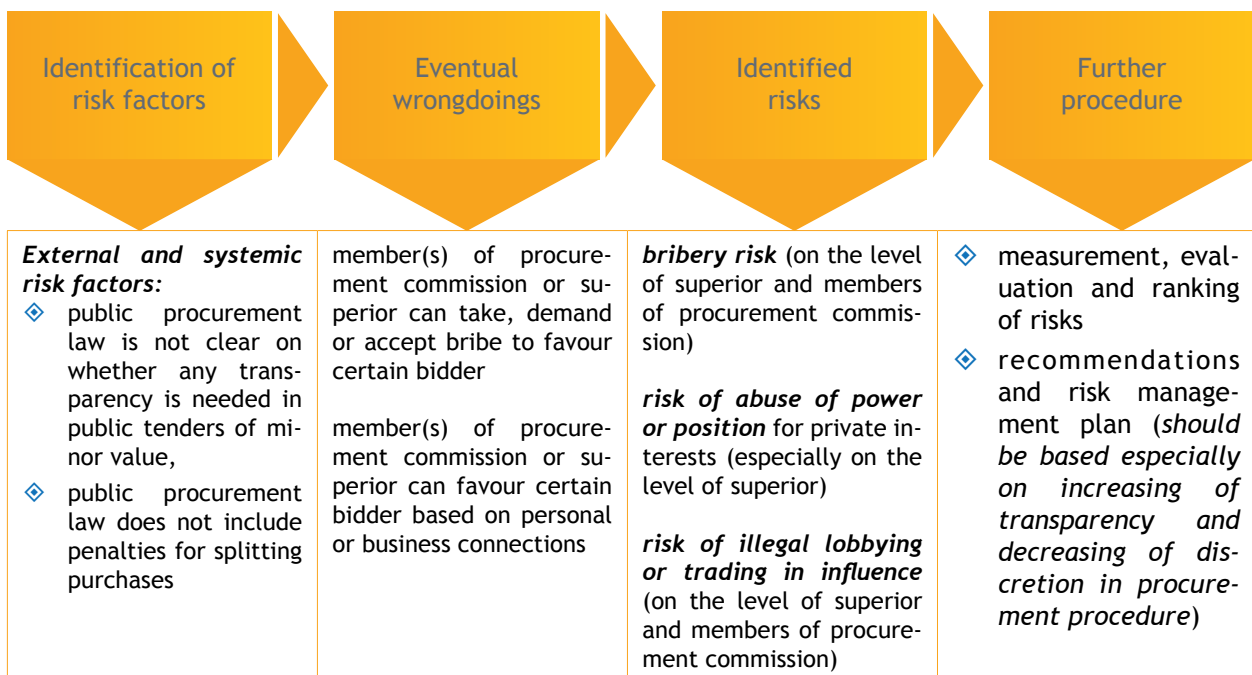 Identification of
risk factors
Eventual
wrongdoings
Identified
risks
Further
procedure
External and systemic
risk factors:
public procurement
law is not clear on
whether any trans-
parency is needed in
public tenders of mi-
nor value,
public procurement
law does not include
penalties for splitting
purchases
member(s) of procure-
ment commission or su-
perior can take, demand
or accept bribe to favour
certain bidder
member(s) of procure-
ment commission or su-
perior can favour certain
bidder based on personal
or business connections
bribery risk (on the level
of superior and members
of procurement commis-
sion)
risk of abuse of power
or position for private in-
terests (especially on the
level of superior)
risk of illegal lobbying
or trading in influence
(on the level of superior
and members of procure-
ment commission)
measurement, eval-
uation and ranking
of risks
recommendations
and risk manage-
ment plan (should
be based especially
on increasing of
transparency and
decreasing of dis-
cretion in procure-
ment procedure)